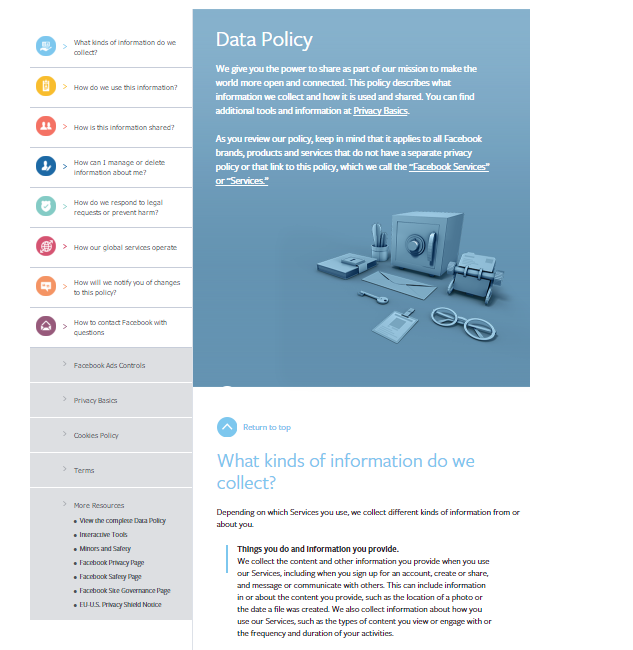 What kinds of information do we
collect?
How do we use this information?
How is this information shared?
How can I manage or delete
information about me?
How do we respond to legal
requests or prevent harm?
How our global services operate
How will we notify you of changes
to this policy?
How to contact Facebook with
questions
Facebook Ads Controls
Privacy Basics
Cookies Policy
Terms
More Resources
View the complete Data Policy
Interactive Tools
Minors and Safety
Facebook Privacy Page
Facebook Safety Page
Facebook Site Governance Page
EU-U.S. Privacy Shield Notice
Data Policy
We give you the power to share as part of our mission to make the
world more open and connected. This policy describes what
information we collect and how it is used and shared. You can find
additional tools and information at Privacy Basics.
As you review our policy, keep in mind that it applies to all Facebook
brands, products and services that do not have a separate privacy
policy or that link to this policy, which we call the “Facebook Services”
or “Services.”
Return to top
What kinds of information do we
collect?
Depending on which Services you use, we collect different kinds of information from or
about you.
Things you do and information you provide.
We collect the content and other information you provide when you use
our Services, including when you sign up for an account, create or share,
and message or communicate with others. This can include information
in or about the content you provide, such as the location of a photo or
the date a file was created. We also collect information about how you
use our Services, such as the types of content you view or engage with or
the frequency and duration of your activities.